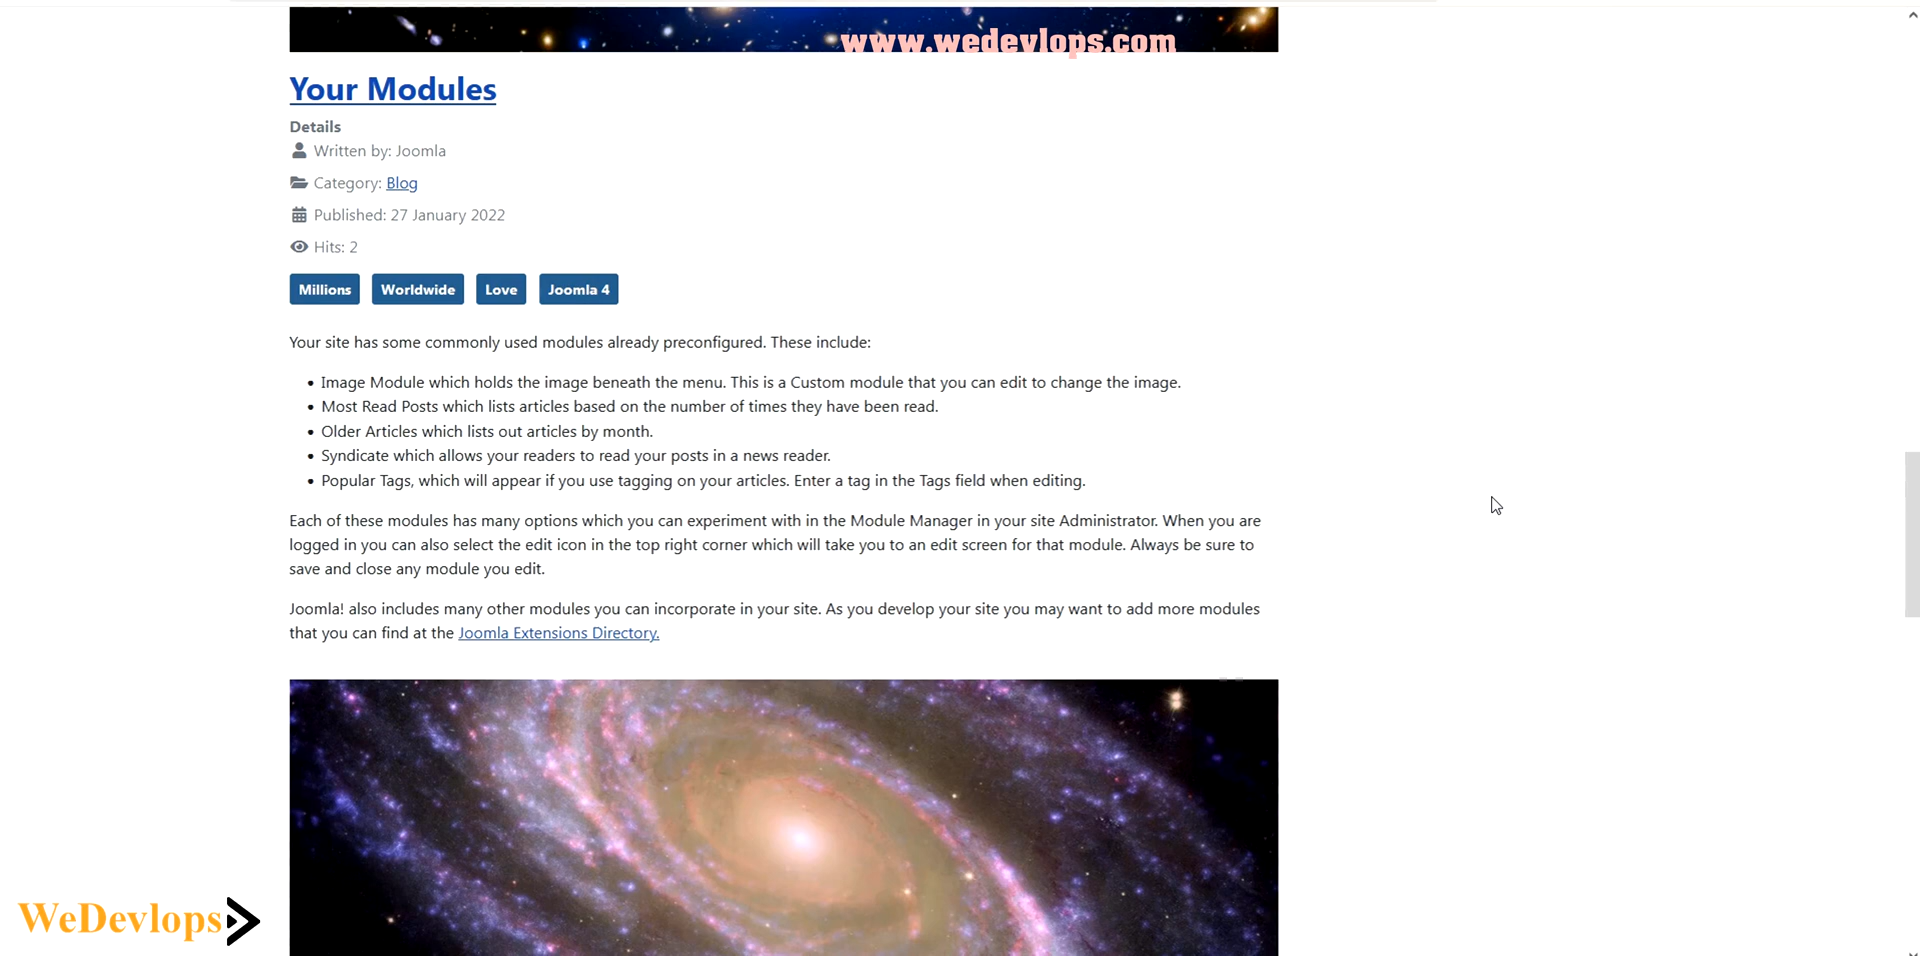 www.wedevlops.com
Your Modules
Details
Written by: Joomla
Category: Blog
Published: 27 January 2022
Hits: 2
Millions Worldwide Love Joomla 4
Your site has some commonly used modules already preconfigured. These include:
• Image Module which holds the image beneath the menu. This is a Custom module that you can edit to change the image.
• Most Read Posts which lists articles based on the number of times they have been read.
• Older Articles which lists out articles by month.
• Syndicate which allows your readers to read your posts in a news reader.
• Popular Tags, which will appear if you use tagging on your articles. Enter a tag in the Tags field when editing.
Each of these modules has many options which you can experiment with in the Module Manager in your site Administrator. When you are
logged in you can also select the edit icon in the top right corner which will take you to an edit screen for that module. Always be sure to
save and close any module you edit.
Joomla! also includes many other modules you can incorporate in your site. As you develop your site you may want to add more modules
that you can find at the Joomla Extensions Directory.
WeDevlops